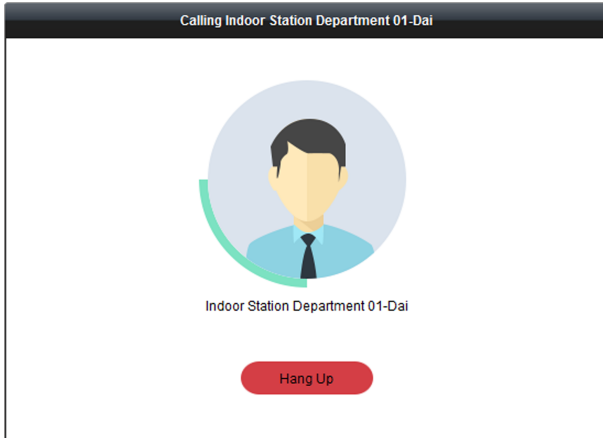 Calling Indoor Station Department 01-Dai
Indoor Station Department 01-Dai
Hang Up